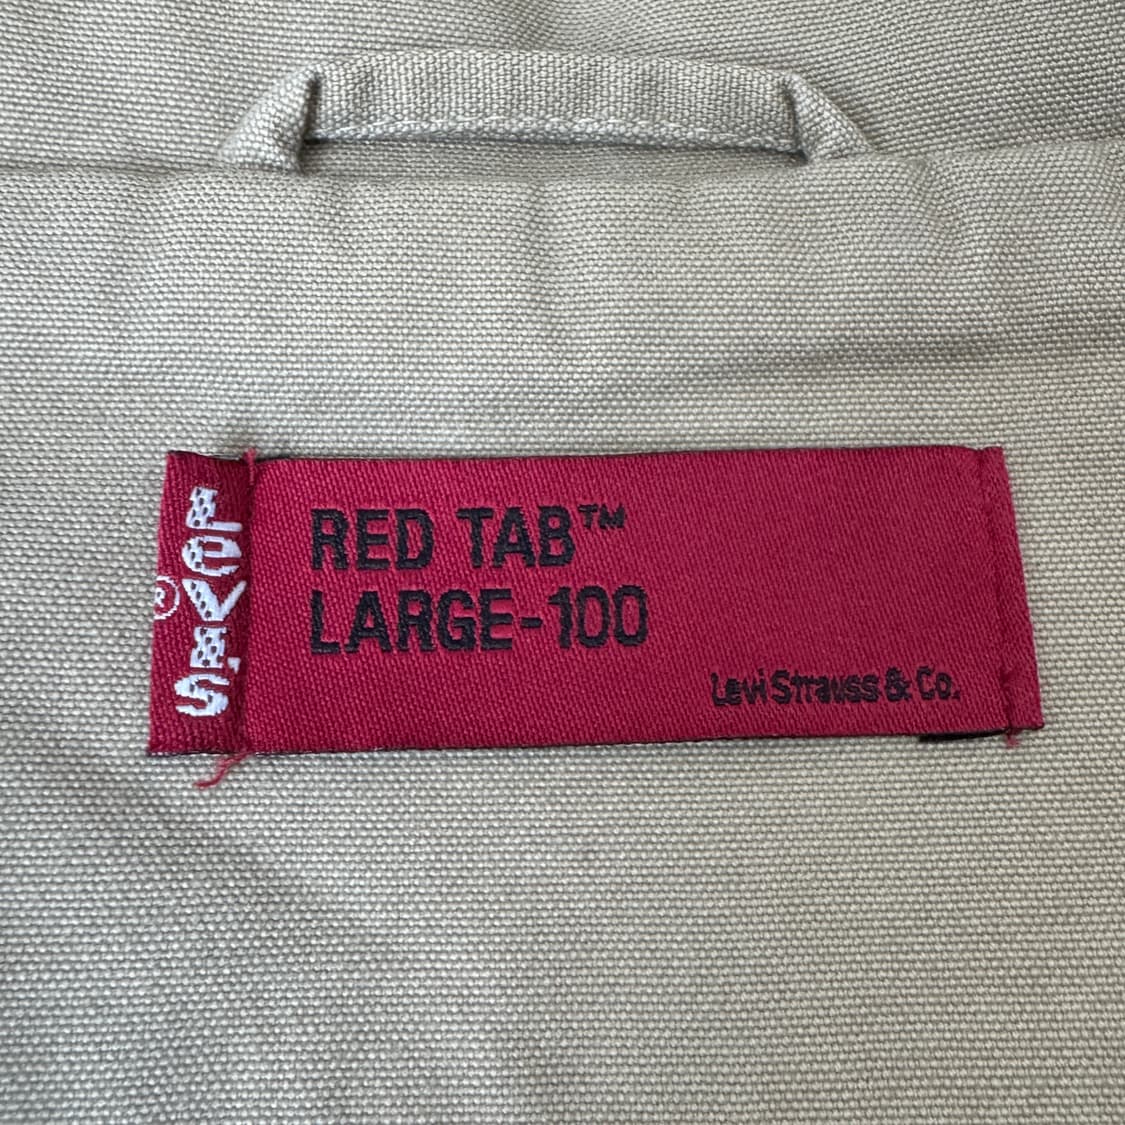 LEVI'S
®
RED TAB™
LARGE-100
Levi Strauss & Co.